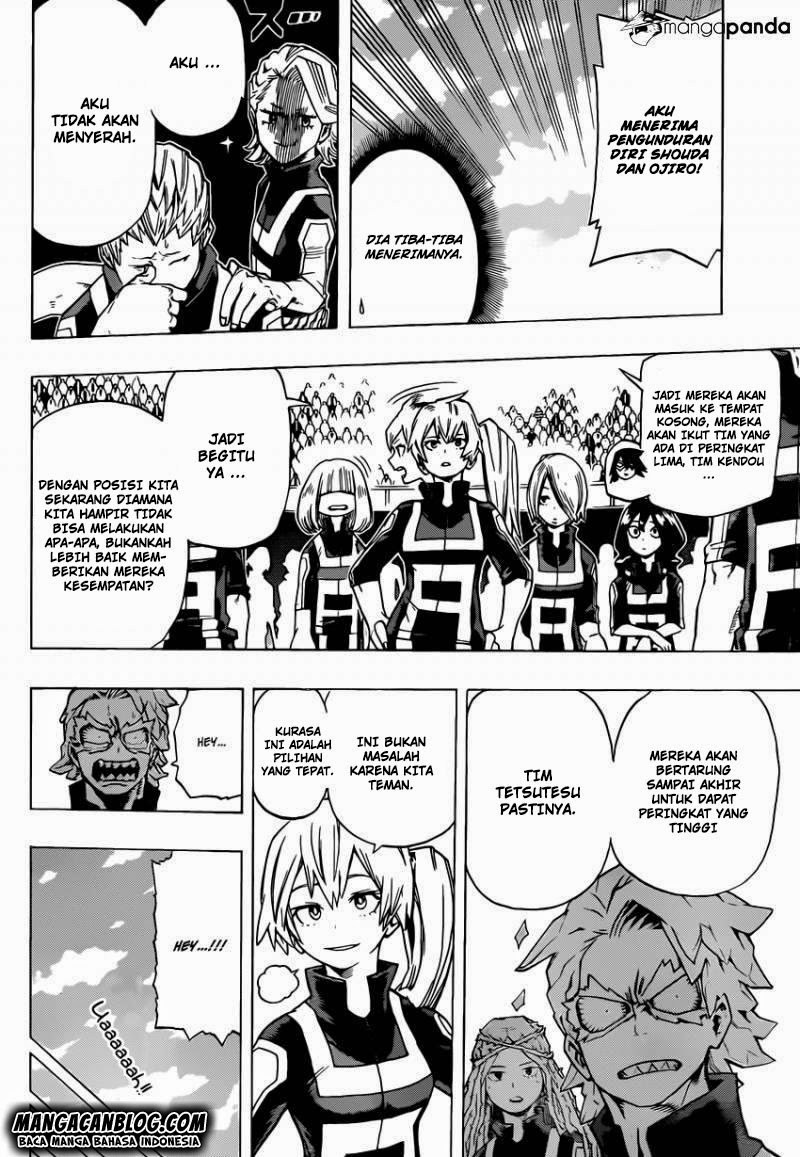 mangapanda
AKU
MENERIMA
PENGUNDURAN
DIRI SHOUDA
DAN OJIRO!
DIA TIBA-TIBA
MENERIMANYA.
ス
AKU ...
AKU
TIDAK AKAN
MENYERAH.
JADI MEREKA AKAN
MASUK KE TEMPAT
KOSONG, MEREKA
AKAN IKUT TIM YANG
ADA DI PERINGKAT
LIMA, TIM KENDOU
...
JADI
BEGITU
YA ...
DENGAN POSISI KITA
SEKARANG DIAMANA
KITA HAMPIR TIDAK
BISA MELAKUKAN
APA-APA, BUKANKAH
LEBIH BAIK MEM-
BERIKAN MEREKA
KESEMPATAN?
MEREKA AKAN
BERTARUNG
SAMPAI AKHIR
UNTUK DAPAT
PERINGKAT YANG
TINGGI
TIM
TETSUTESU
PASTINYA.
INI BUKAN
MASALAH
KARENA KITA
TEMAN.
KURASA
INI ADALAH
PILIHAN
YANG TEPAT.
HEY...
HEY...!!!
Uaaaaaah!!
MANGACANBLOG.COM
BACA MANGA BAHASA INDONESIA